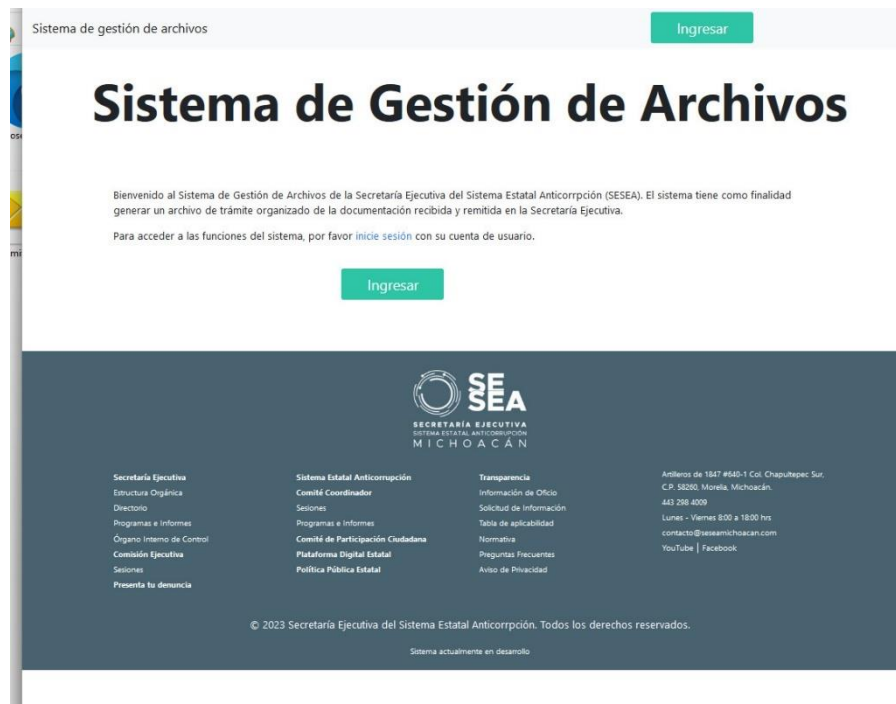 Sistema de gestión de archivos
Ingresar
Sistema de Gestión de Archivos
Bienvenido al Sistema de Gestión de Archivos de la Secretaría Ejecutiva del Sistema Estatal Anticorrpción (SESEA). El sistema tiene como finalidad
generar un archivo de trámite organizado de la documentación recibida y remitida en la Secretaría Ejecutiva.
Para acceder a las funciones del sistema, por favor inicie sesión con su cuenta de usuario.
Ingresar
SE
SEA
SECRETARÍA EJECUTIVA
SISTEMA ESTATAL ANTICORRUPCIÓN
MICHOACÁN
Secretaría Ejecutiva
Estructura Orgánica
Directorio
Programas e Informes
Órgano Interno de Control
Comisión Ejecutiva
Sesiones
Presenta tu denuncia
Sistema Estatal Anticorrupción
Comité Coordinador
Sesiones
Programas e Informes
Comité de Participación Ciudadana
Plataforma Digital Estatal
Política Pública Estatal
Transparencia
Información de Oficio
Solicitud de Información
Tabla de aplicabilidad
Normativa
Preguntas Frecuentes
Aviso de Privacidad
Artilleros de 1847 #640-1 Col. Chapultepec Sur,
C.P. 58260, Morelia, Michoacán.
443 298 4009
Lunes - Viernes 8:00 a 18:00 hrs
contacto@seseamichoacan.com
YouTube | Facebook
© 2023 Secretaría Ejecutiva del Sistema Estatal Anticorrpción. Todos los derechos reservados.
Sistema actualmente en desarrollo